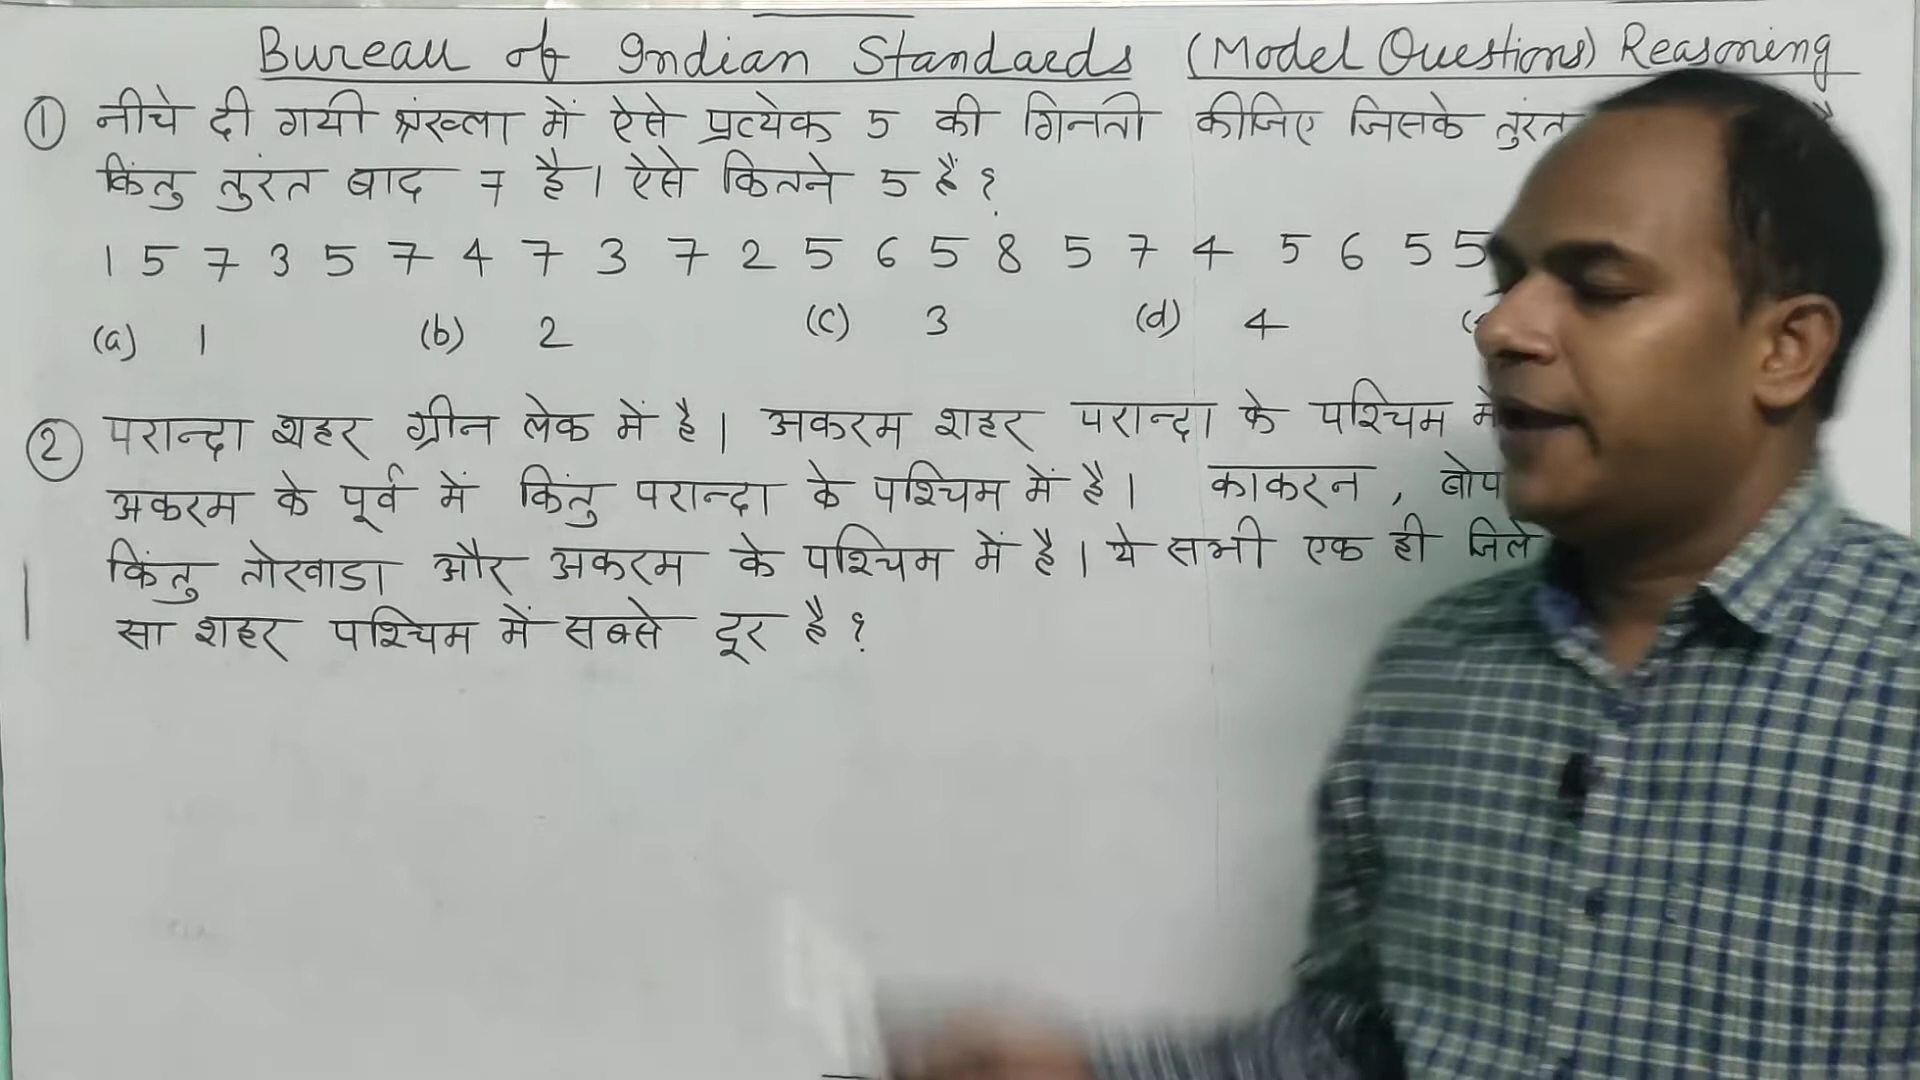 Bureau of Indian Standards (Model Questions) Reasoning
① नीचे दी गयी श्रंख्ला में ऐसे प्रत्येक 5 की गिनती कीजिए जिसके तुरंत है
किंतु तुरंत बाद 7 है। ऐसे कितने 5 हैं ?
1 5 7 3 5 7 4 7 3 7 2 5 6 5 8 5 7 4 5 6 5 5
(a) 1 (b) 2 (c) 3 (d) 4
② परान्दा शहर ग्रीन लेक में है। अकरम शहर परान्दा के पश्चिम में
अकरम के पूर्व में किंतु परान्दा के पश्चिम में है। काकरन ,
किंतु तोरवाडा और अकरम के पश्चिम में है। ये सभी एक ही जिले
सा शहर पश्चिम में सबसे दूर है ?